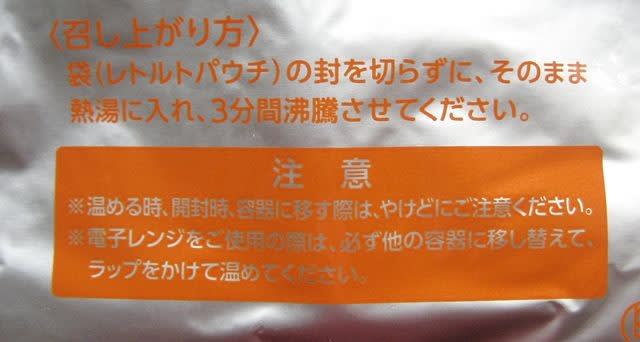 〈召し上がり方〉
袋(レトルトパウチ)の封を切らずに、そのまま
熱湯に入れ、3分間沸騰させてください。
注意
※温める時、開封時、容器に移す際は、やけどにご注意ください。
※電子レンジをご使用の際は、必ず他の容器に移し替えて、
ラップをかけて温めてください。